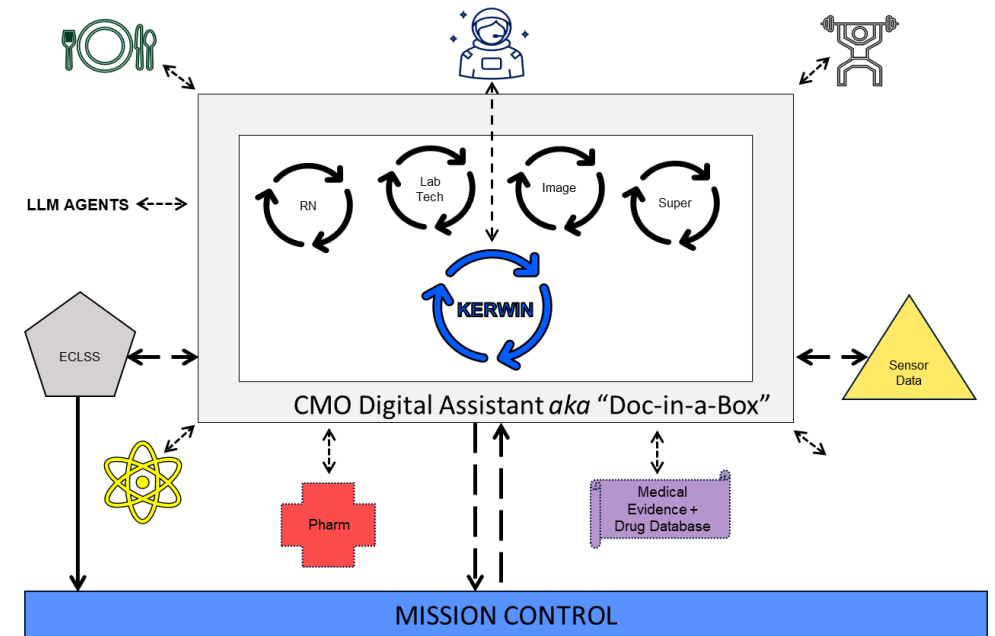 RN
Lab
Tech
Image
Super
LLM AGENTS
KERWIN
ECLSS
Sensor
Data
CMO Digital Assistant aka “Doc-in-a-Box”
Pharm
Medical
Evidence +
Drug Database
MISSION CONTROL